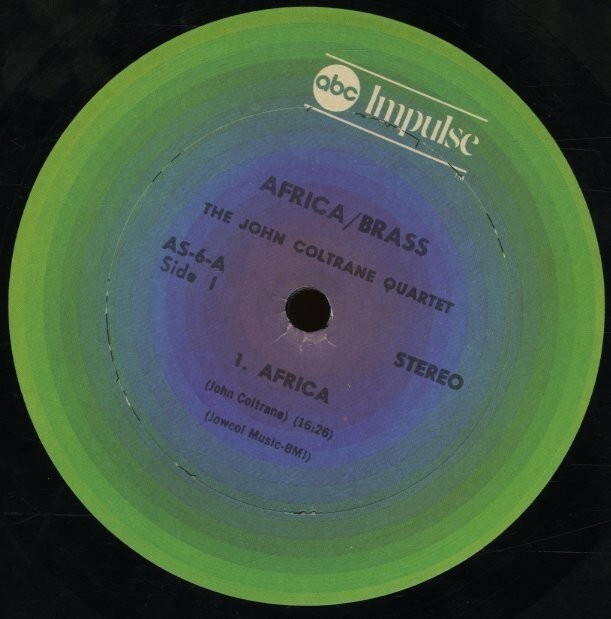 abc Impulse
AFRICA/BRASS
THE JOHN COLTRANE QUARTET
AS-6-A
Side 1
STEREO
1. AFRICA
(John Coltrane) (16:26)
(Jowcol Music-BMI)